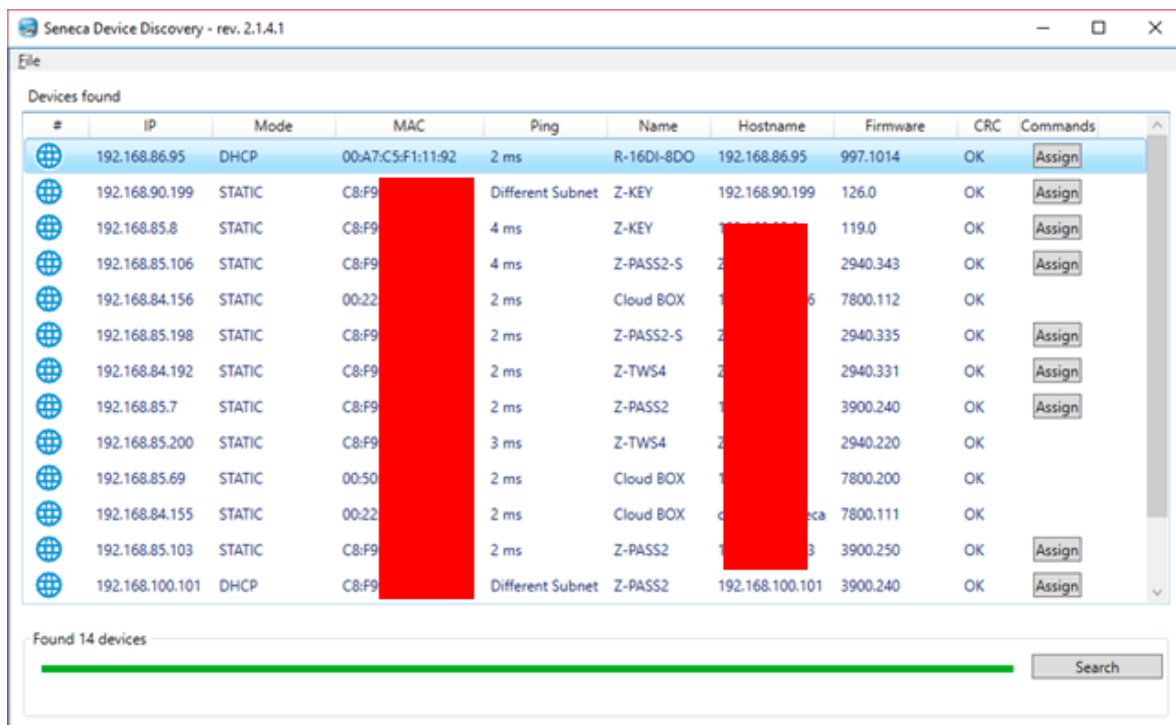 Seneca Device Discovery - rev. 2.1.4.1
File
Devices found
# IP Mode MAC Ping Name Hostname Firmware CRC Commands
192.168.86.95 DHCP 00:A7:C5:F1:11:92 2 ms R-16DI-8DO 192.168.86.95 997.1014 OK Assign
192.168.90.199 STATIC C8:F9 Different Subnet Z-KEY 192.168.90.199 126.0 OK Assign
192.168.85.8 STATIC C8:F9 4 ms Z-KEY 119.0 OK Assign
192.168.85.106 STATIC C8:F9 4 ms Z-PASS2-S Z 2940.343 OK Assign
192.168.84.156 STATIC 00:22: 2 ms Cloud BOX 1 6 7800.112 OK
192.168.85.198 STATIC C8:F9 2 ms Z-PASS2-S Z 2940.335 OK Assign
192.168.84.192 STATIC C8:F9 2 ms Z-TWS4 Z 2940.331 OK Assign
192.168.85.7 STATIC C8:F9 2 ms Z-PASS2 1 3900.240 OK Assign
192.168.85.200 STATIC C8:F9 3 ms Z-TWS4 Z 2940.220 OK
192.168.85.69 STATIC 00:50 2 ms Cloud BOX 1 7800.200 OK
192.168.84.155 STATIC 00:22: 2 ms Cloud BOX c eca 7800.111 OK
192.168.85.103 STATIC C8:F9 2 ms Z-PASS2 1 3 3900.250 OK Assign
192.168.100.101 DHCP C8:F9 Different Subnet Z-PASS2 192.168.100.101 3900.240 OK Assign
Found 14 devices
Search